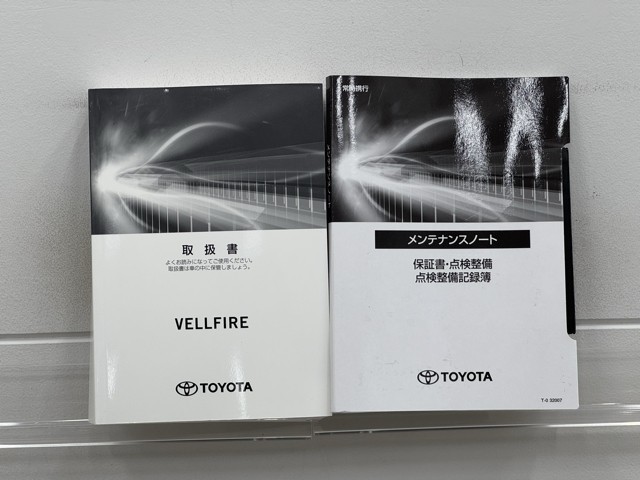 取扱書
よくお読みになってご使用ください。
取扱書は車の中に保管しましょう。
VELLFIRE
TOYOTA
常時携行
メンテナンスノート
保証書・点検整備
点検整備記録簿
TOYOTA